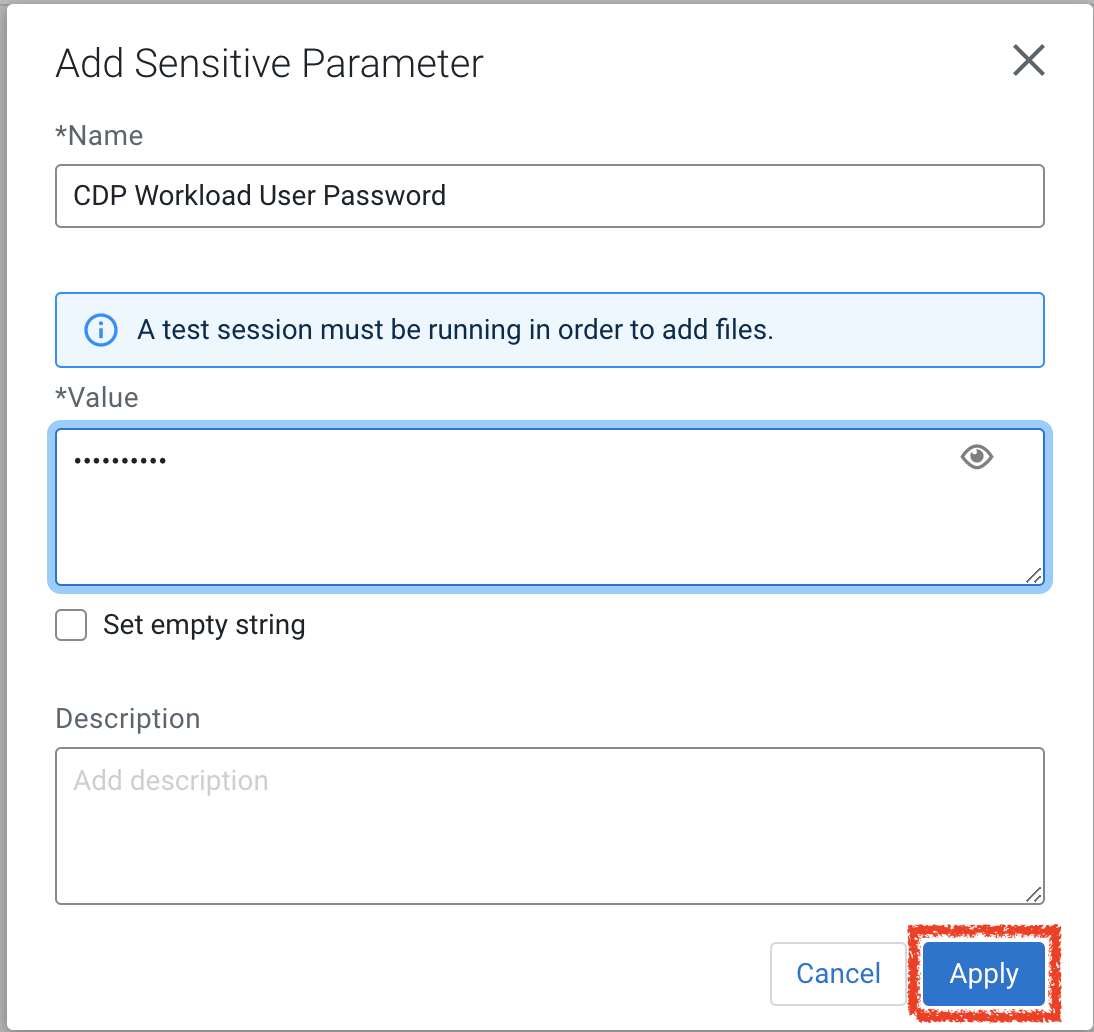 Add Sensitive Parameter
*Name
CDP Workload User Password
A test session must be running in order to add files.
*Value
••••••••••
Set empty string
Description
Add description
Cancel
Apply